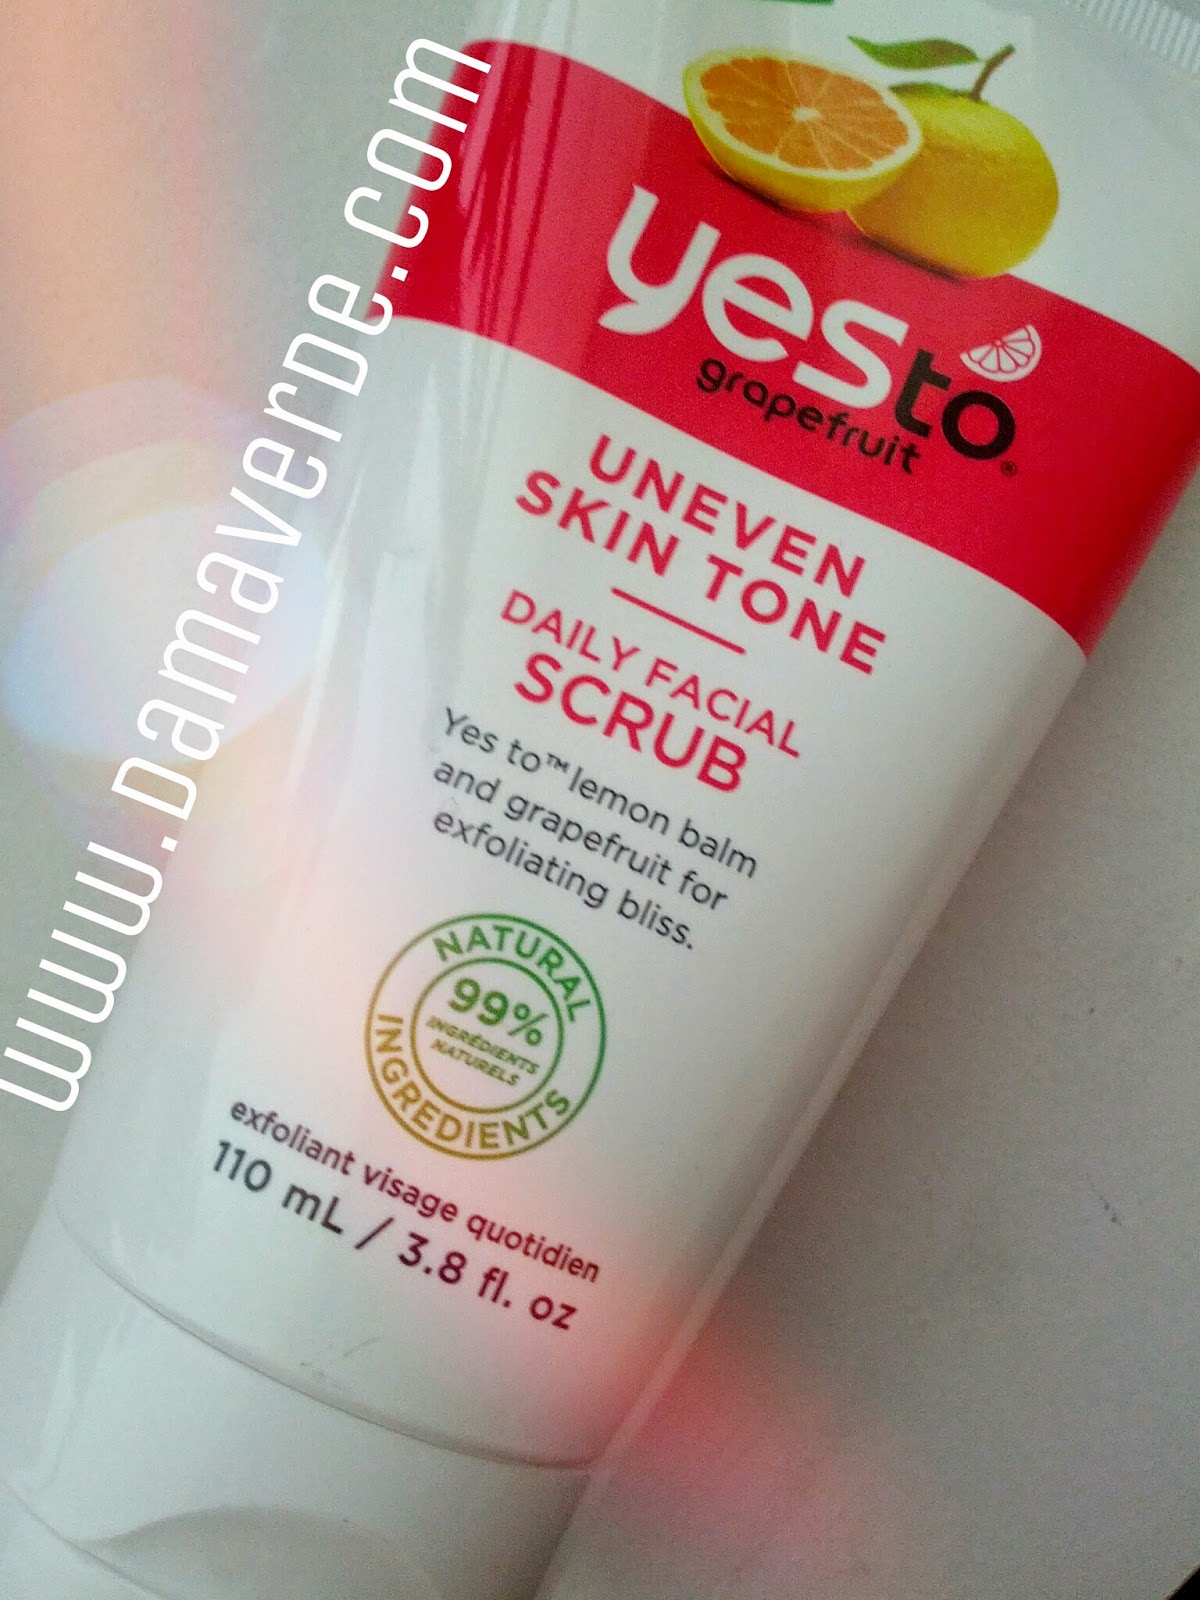 www.Damaverde.com
yes to
grapefruit
UNEVEN
SKIN TONE
DAILY FACIAL
SCRUB
Yes to™ lemon balm
and grapefruit for
exfoliating bliss.
NATURAL
99%
INGRÉDIENTS
NATURELS
INGREDIENTS
exfoliant visage quotidien
110 mL / 3.8 fl. oz